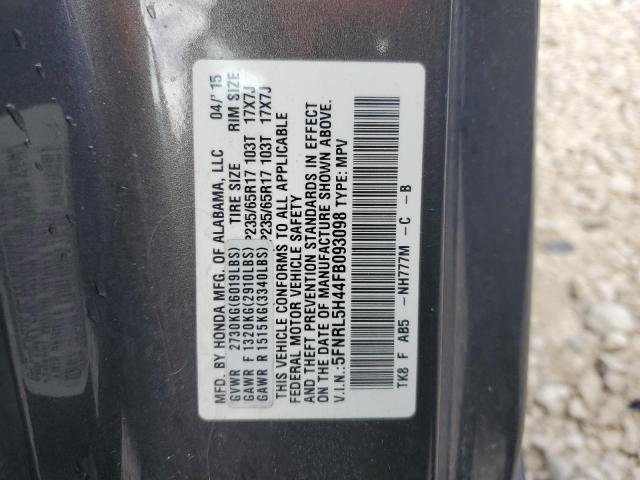 MFD. BY HONDA MFG. OF ALABAMA, LLC 04/'15
GVWR 2730KG(6019LBS) TIRE SIZE RIM SIZE
GAWR F 1320KG(2910LBS) P235/65R17 103T 17X7J
GAWR R 1515KG(3340LBS) P235/65R17 103T 17X7J
THIS VEHICLE CONFORMS TO ALL APPLICABLE
FEDERAL MOTOR VEHICLE SAFETY
AND THEFT PREVENTION STANDARDS IN EFFECT
ON THE DATE OF MANUFACTURE SHOWN ABOVE.
V.I.N.:5FNRL5H44FB093098 TYPE: MPV
TK8 F AB5 -NH777M -C -B